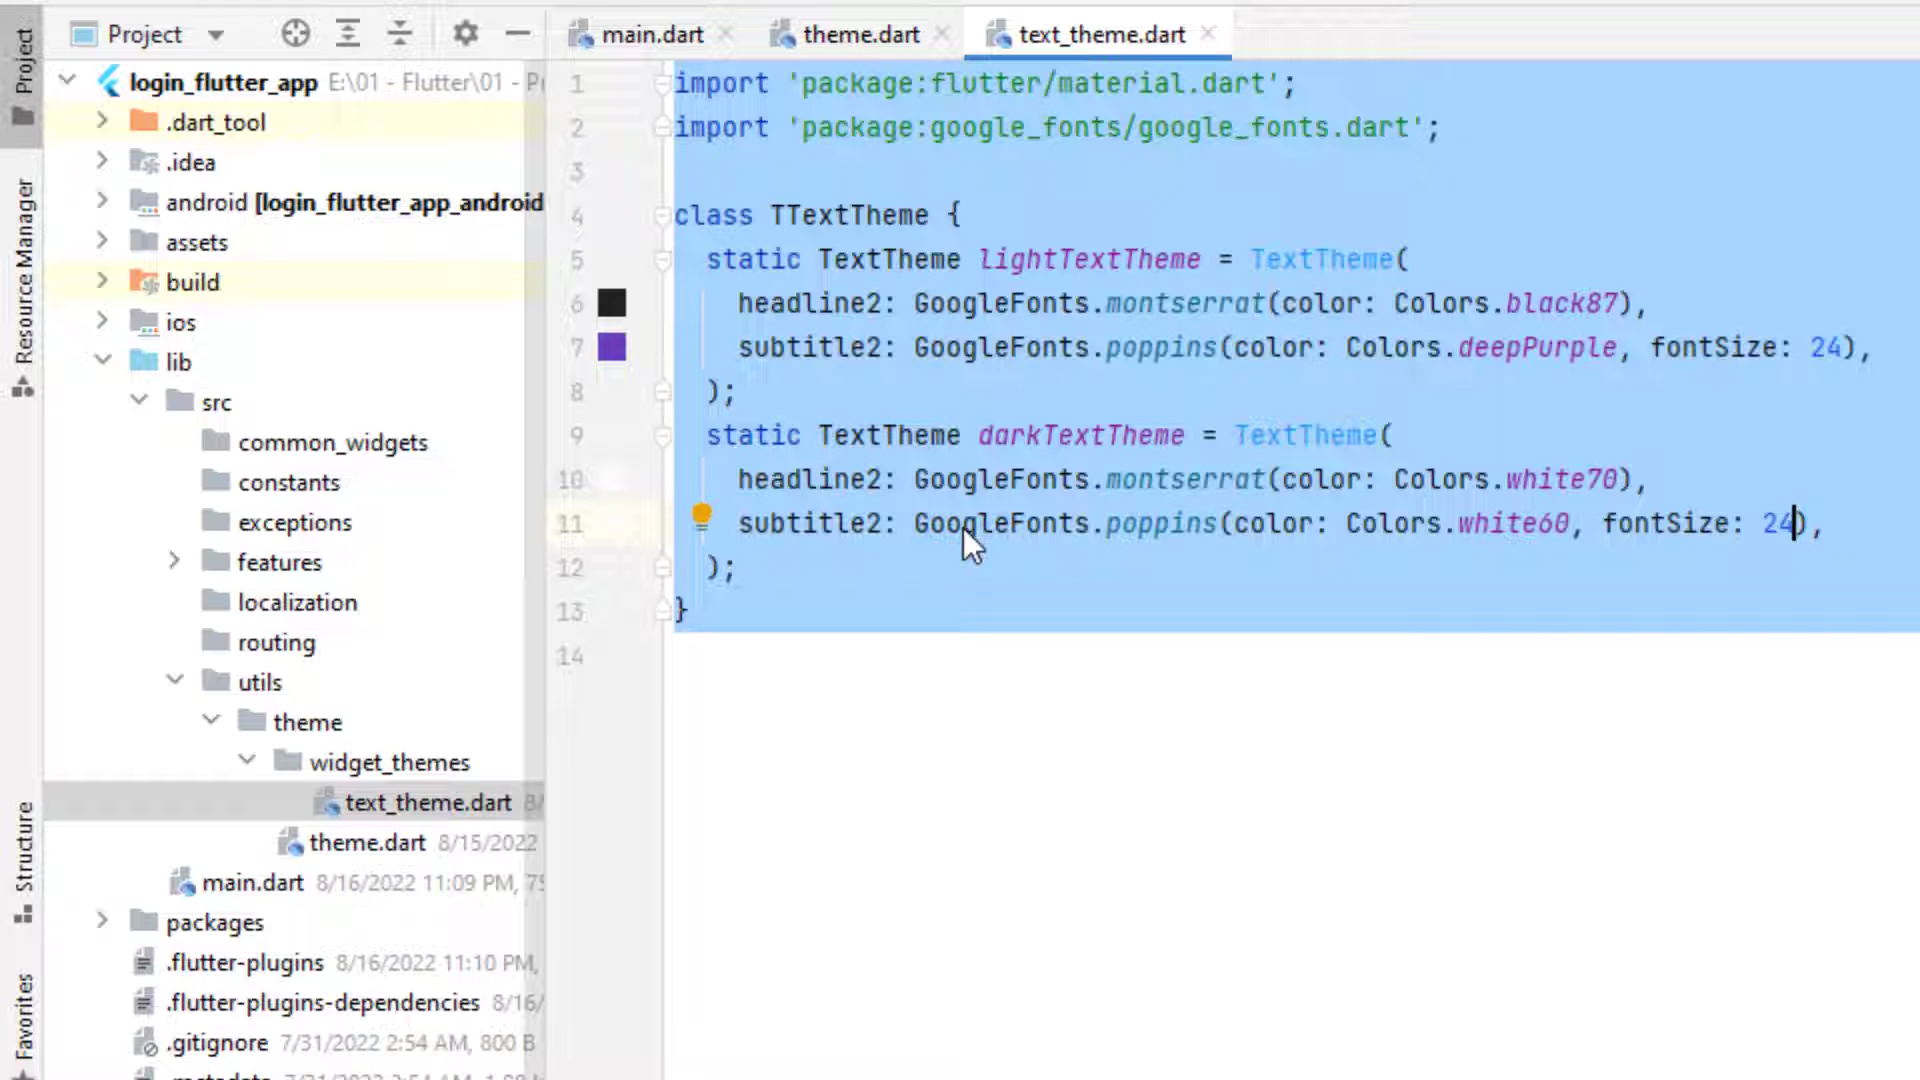 Project
main.dart
theme.dart
text_theme.dart
Project
Resource Manager
Structure
Favorites
login_flutter_app E:\01 - Flutter\01 - P
.dart_tool
.idea
android [login_flutter_app_android
assets
build
ios
lib
src
common_widgets
constants
exceptions
features
localization
routing
utils
theme
widget_themes
text_theme.dart 8/
theme.dart 8/15/2022
main.dart 8/16/2022 11:09 PM, 75
packages
.flutter-plugins 8/16/2022 11:10 PM,
.flutter-plugins-dependencies 8/16/
.gitignore 7/31/2022 2:54 AM, 800 B
1 import 'package:flutter/material.dart';
2 import 'package:google_fonts/google_fonts.dart';
3
4 class TTextTheme {
5 static TextTheme lightTextTheme = TextTheme(
6 headline2: GoogleFonts.montserrat(color: Colors.black87),
7 subtitle2: GoogleFonts.poppins(color: Colors.deepPurple, fontSize: 24),
8 );
9 static TextTheme darkTextTheme = TextTheme(
10 headline2: GoogleFonts.montserrat(color: Colors.white70),
11 subtitle2: GoogleFonts.poppins(color: Colors.white60, fontSize: 24),
12 );
13 }
14